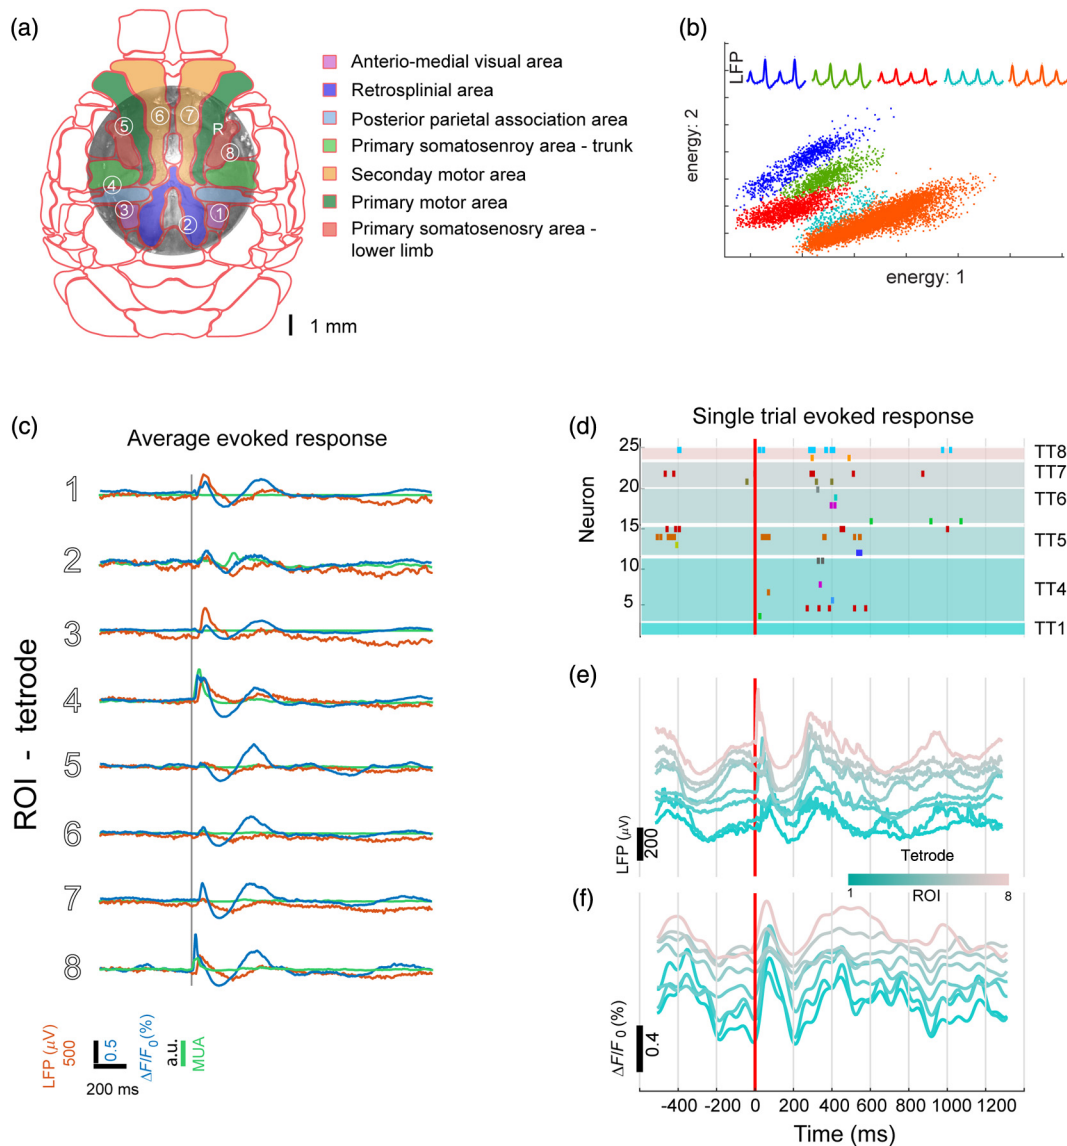 (a)
Anterio-medial visual area
Retrosplinial area
Posterior parietal association area
Primary somatosenroy area - trunk
Seconday motor area
Primary motor area
Primary somatosenosry area -
lower limb
6 7
5 R
8
4
3 1
2
1 mm
(b)
LFP
energy: 2
energy: 1
(c)
Average evoked response
ROI - tetrode
1
2
3
4
5
6
7
8
LFP (µV)
500
0.5
ΔF/F0 (%)
a.u.
MUA
200 ms
(d)
Single trial evoked response
Neuron
25
20
15
10
5
TT8
TT7
TT6
TT5
TT4
TT1
(e)
LFP (µV)
200
Tetrode
1 ROI 8
(f)
ΔF/F0 (%)
0.4
-400 -200 0 200 400 600 800 1000 1200
Time (ms)